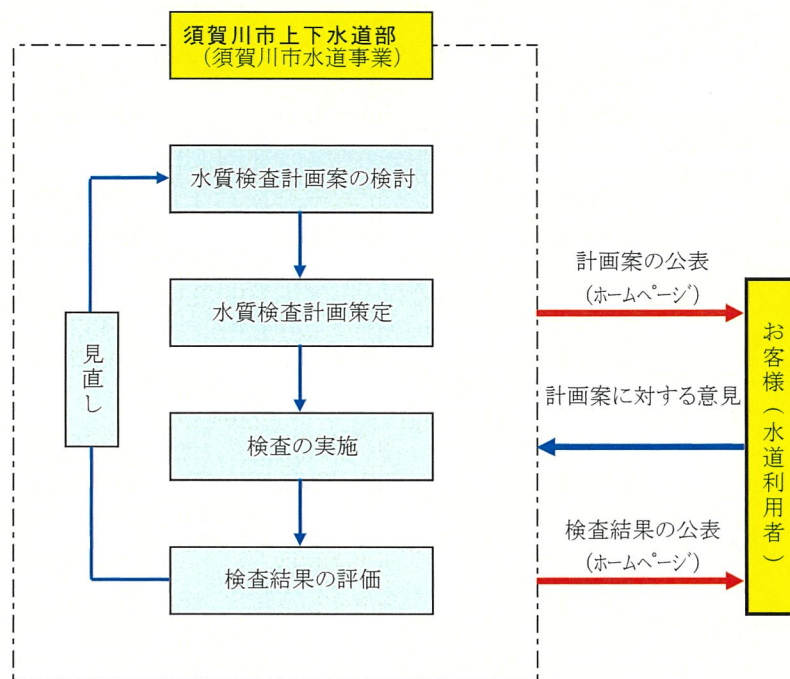 須賀川市上下水道部
（須賀川市水道事業）
水質検査計画案の検討
水質検査計画策定
見直し
検査の実施
検査結果の評価
計画案の公表
（ﾎｰﾑﾍﾟｰｼﾞ）
計画案に対する意見
検査結果の公表
（ﾎｰﾑﾍﾟｰｼﾞ）
お客様（水道利用者）